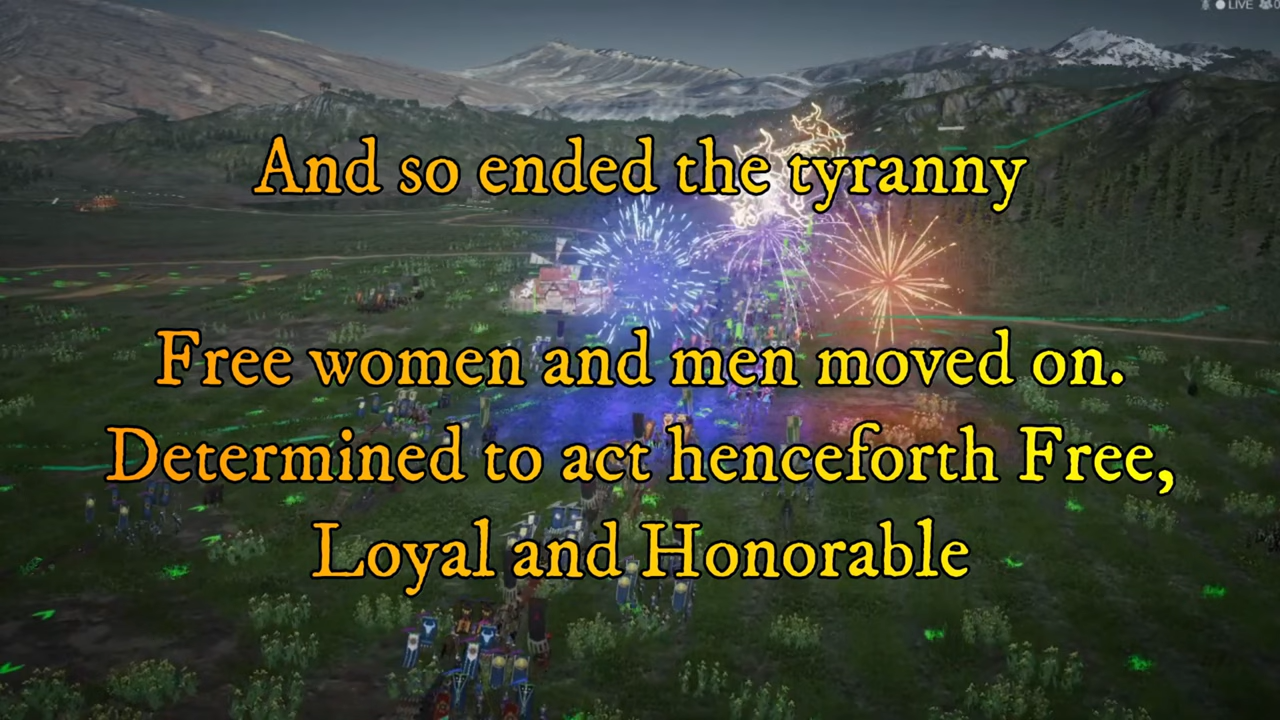 LIVE
And so ended the tyranny
Free women and men moved on.
Determined to act henceforth Free,
Loyal and Honorable